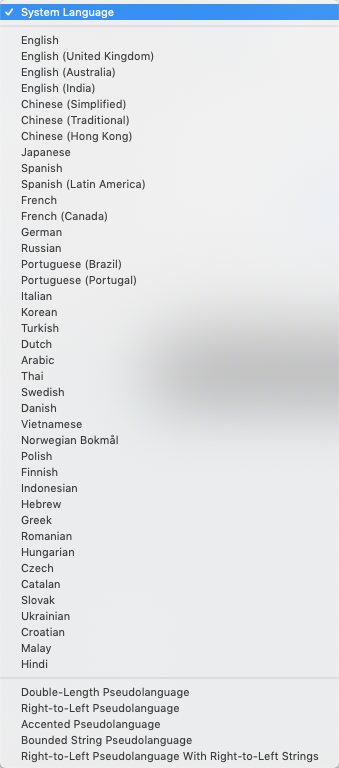 ✓ System Language
English
English (United Kingdom)
English (Australia)
English (India)
Chinese (Simplified)
Chinese (Traditional)
Chinese (Hong Kong)
Japanese
Spanish
Spanish (Latin America)
French
French (Canada)
German
Russian
Portuguese (Brazil)
Portuguese (Portugal)
Italian
Korean
Turkish
Dutch
Arabic
Thai
Swedish
Danish
Vietnamese
Norwegian Bokmål
Polish
Finnish
Indonesian
Hebrew
Greek
Romanian
Hungarian
Czech
Catalan
Slovak
Ukrainian
Croatian
Malay
Hindi
Double-Length Pseudolanguage
Right-to-Left Pseudolanguage
Accented Pseudolanguage
Bounded String Pseudolanguage
Right-to-Left Pseudolanguage With Right-to-Left Strings